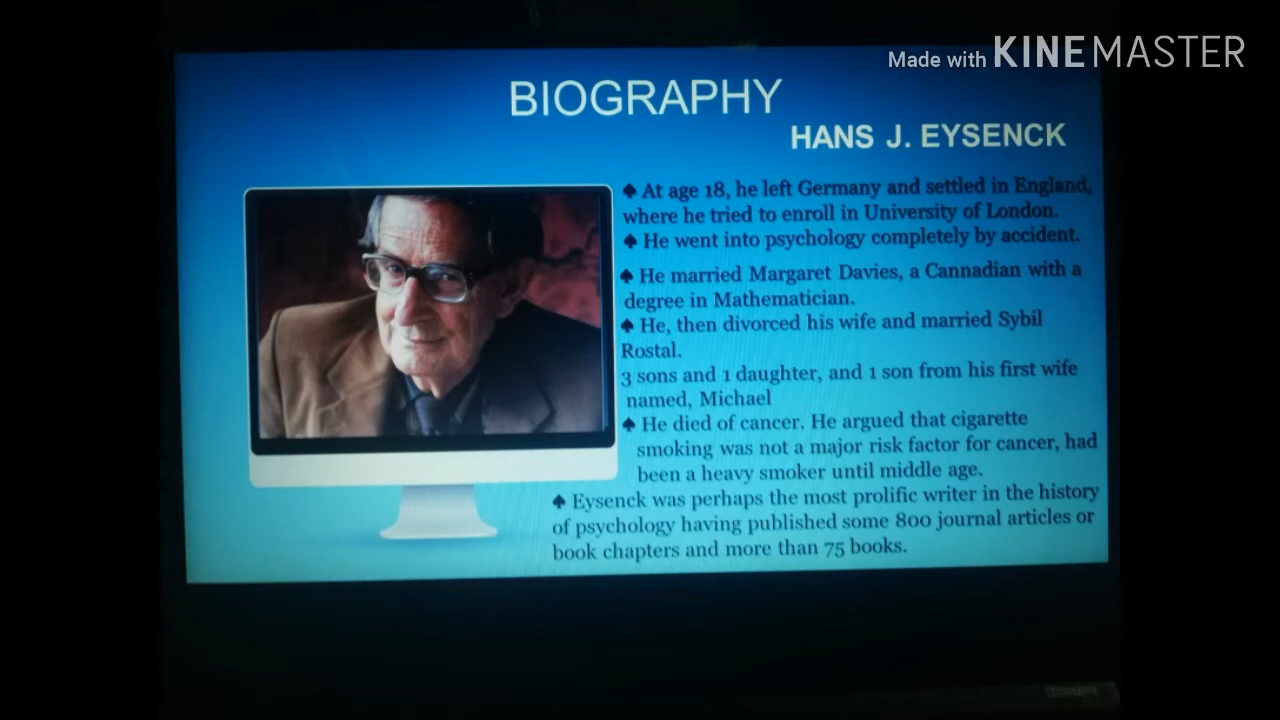 Made with KINEMASTER
BIOGRAPHY
HANS J. EYSENCK
♠ At age 18, he left Germany and settled in England,
where he tried to enroll in University of London.
♠ He went into psychology completely by accident.
♠ He married Margaret Davies, a Cannadian with a
degree in Mathematician.
♠ He, then divorced his wife and married Sybil
Rostal.
3 sons and 1 daughter, and 1 son from his first wife
named, Michael
♠ He died of cancer. He argued that cigarette
smoking was not a major risk factor for cancer, had
been a heavy smoker until middle age.
♠ Eysenck was perhaps the most prolific writer in the history
of psychology having published some 800 journal articles or
book chapters and more than 75 books.